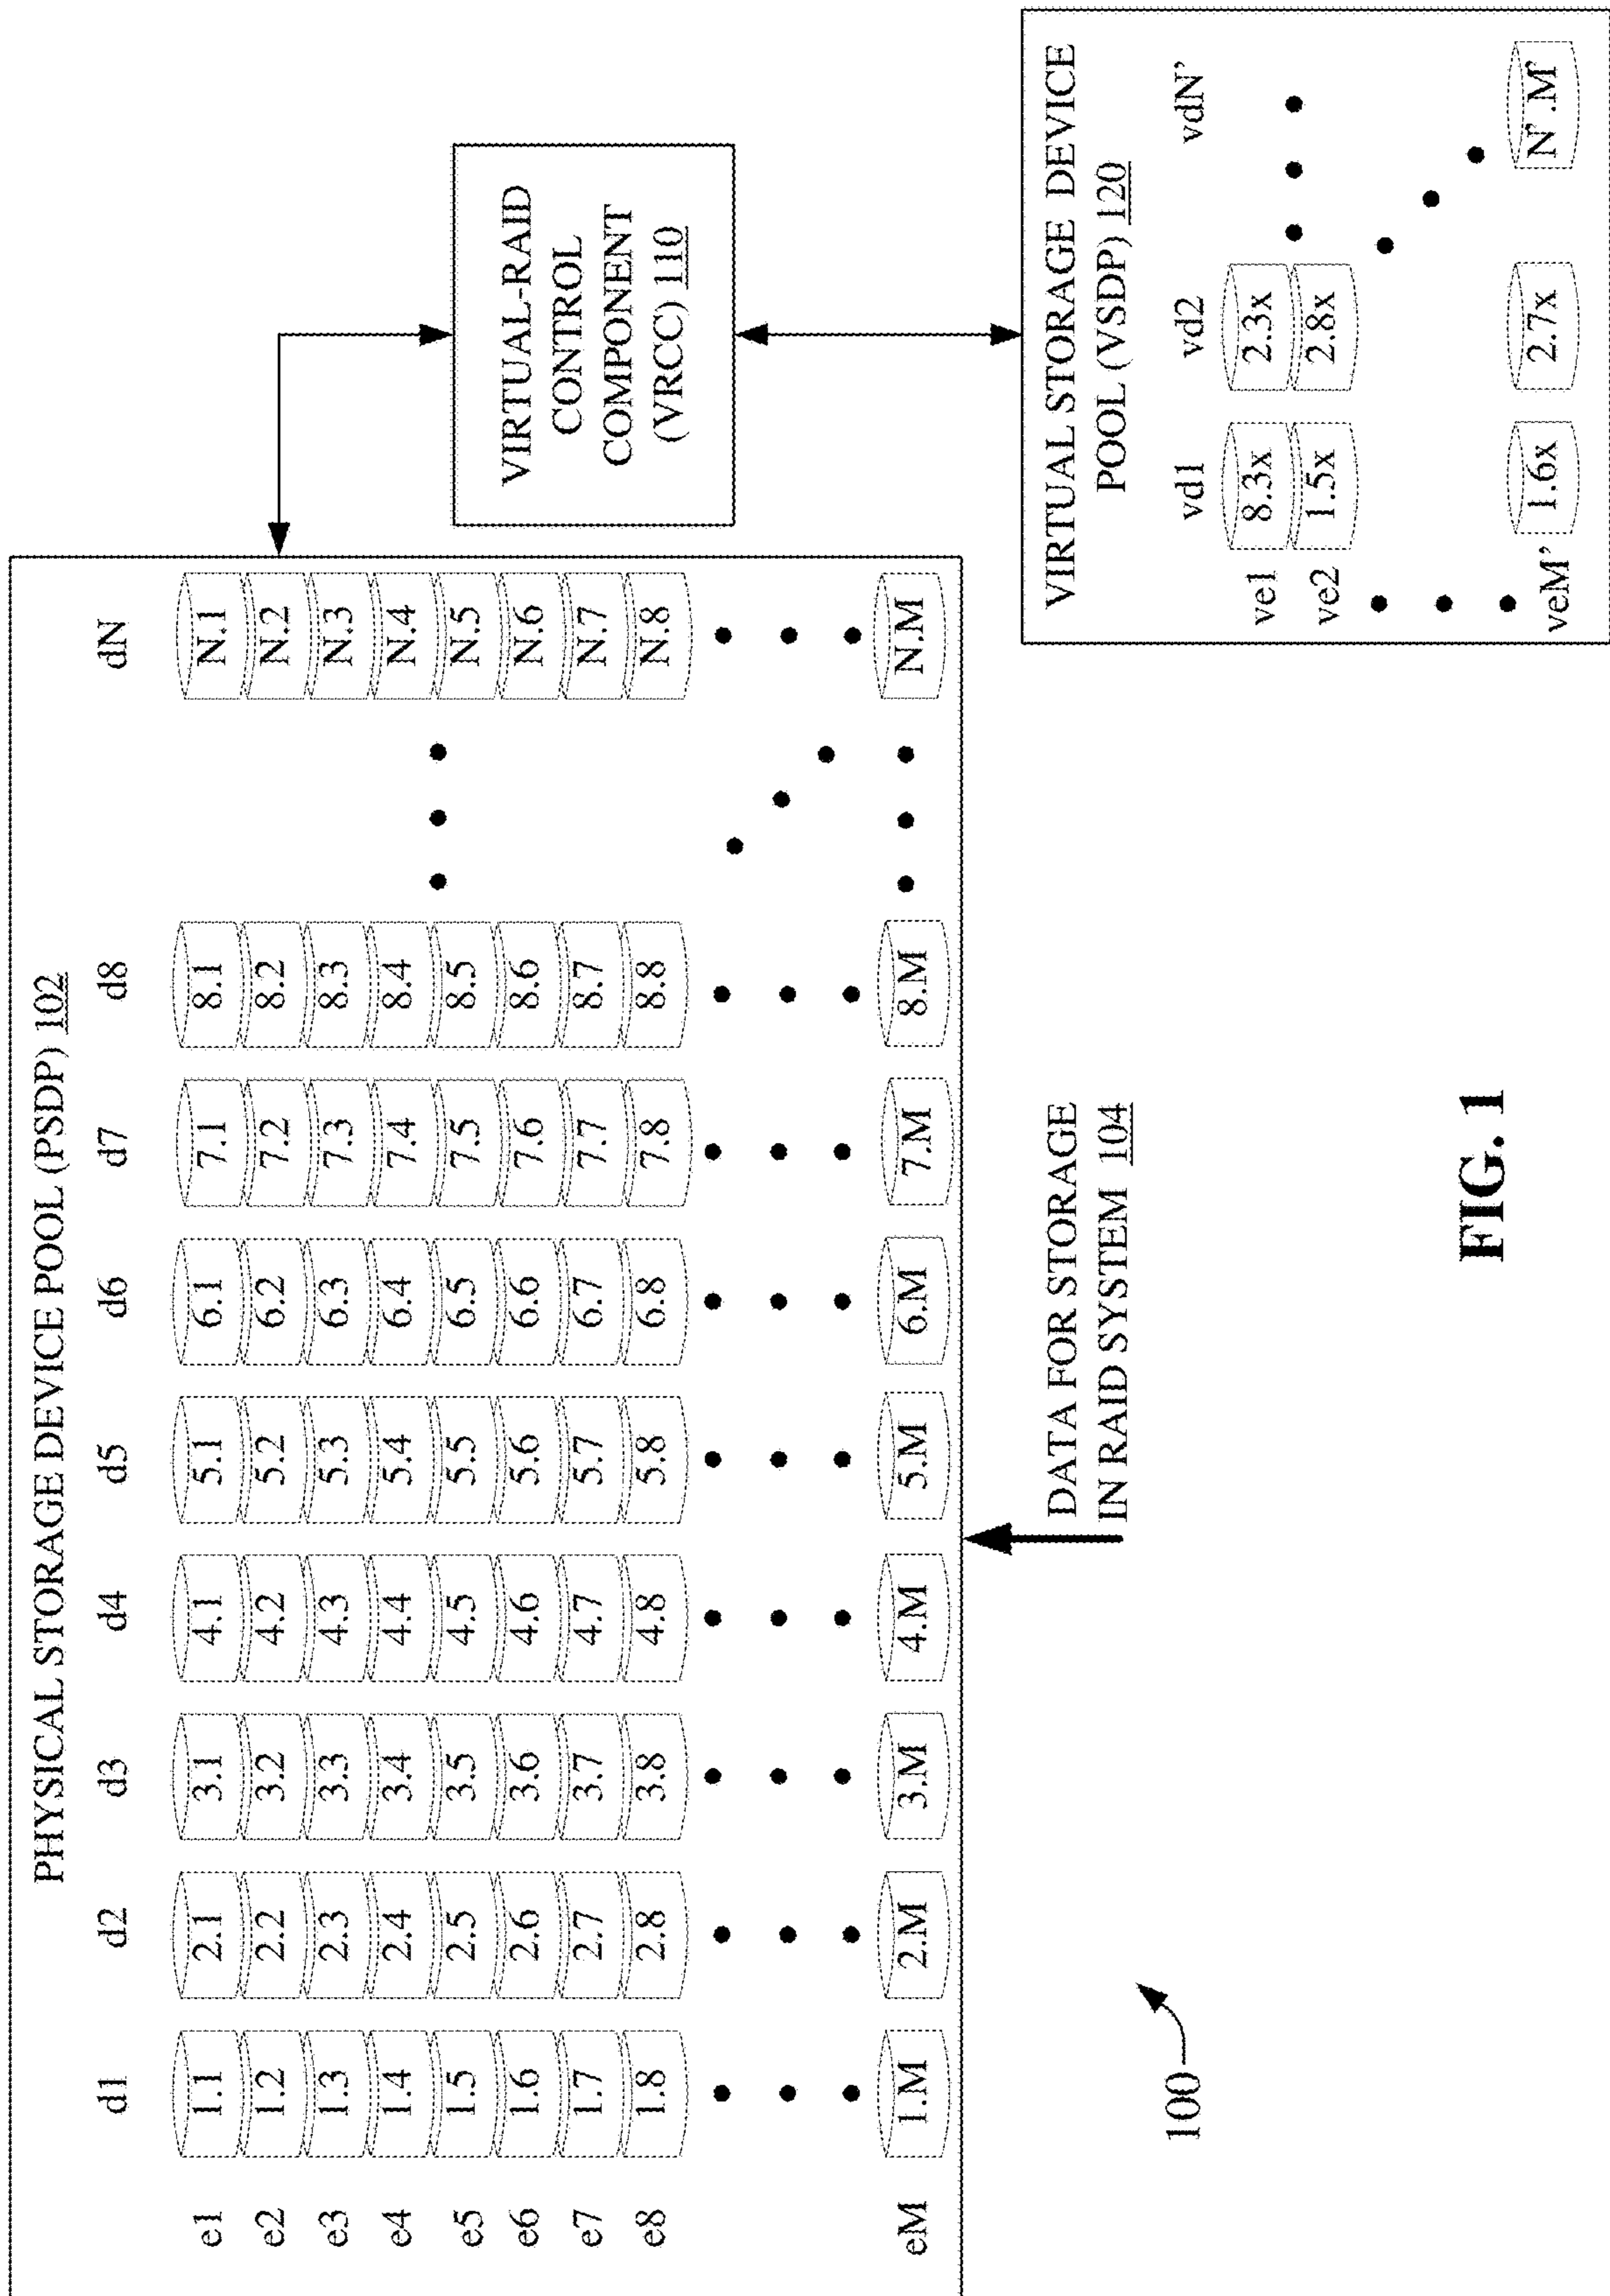 PHYSICAL STORAGE DEVICE POOL (PSDP) 102
d1 d2 d3 d4 d5 d6 d7 d8 dN
e1 1.1 2.1 3.1 4.1 5.1 6.1 7.1 8.1 N.1
e2 1.2 2.2 3.2 4.2 5.2 6.2 7.2 8.2 N.2
e3 1.3 2.3 3.3 4.3 5.3 6.3 7.3 8.3 N.3
e4 1.4 2.4 3.4 4.4 5.4 6.4 7.4 8.4 N.4
e5 1.5 2.5 3.5 4.5 5.5 6.5 7.5 8.5 N.5
e6 1.6 2.6 3.6 4.6 5.6 6.6 7.6 8.6 N.6
e7 1.7 2.7 3.7 4.7 5.7 6.7 7.7 8.7 N.7
e8 1.8 2.8 3.8 4.8 5.8 6.8 7.8 8.8 N.8
eM 1.M 2.M 3.M 4.M 5.M 6.M 7.M 8.M N.M
VIRTUAL-RAID
CONTROL
COMPONENT
(VRCC) 110
DATA FOR STORAGE
IN RAID SYSTEM 104
VIRTUAL STORAGE DEVICE
POOL (VSDP) 120
vd1 vd2 vdN’
ve1 8.3x 2.3x
ve2 1.5x 2.8x
veM’ 1.6x 2.7x N’.M’
100
FIG. 1